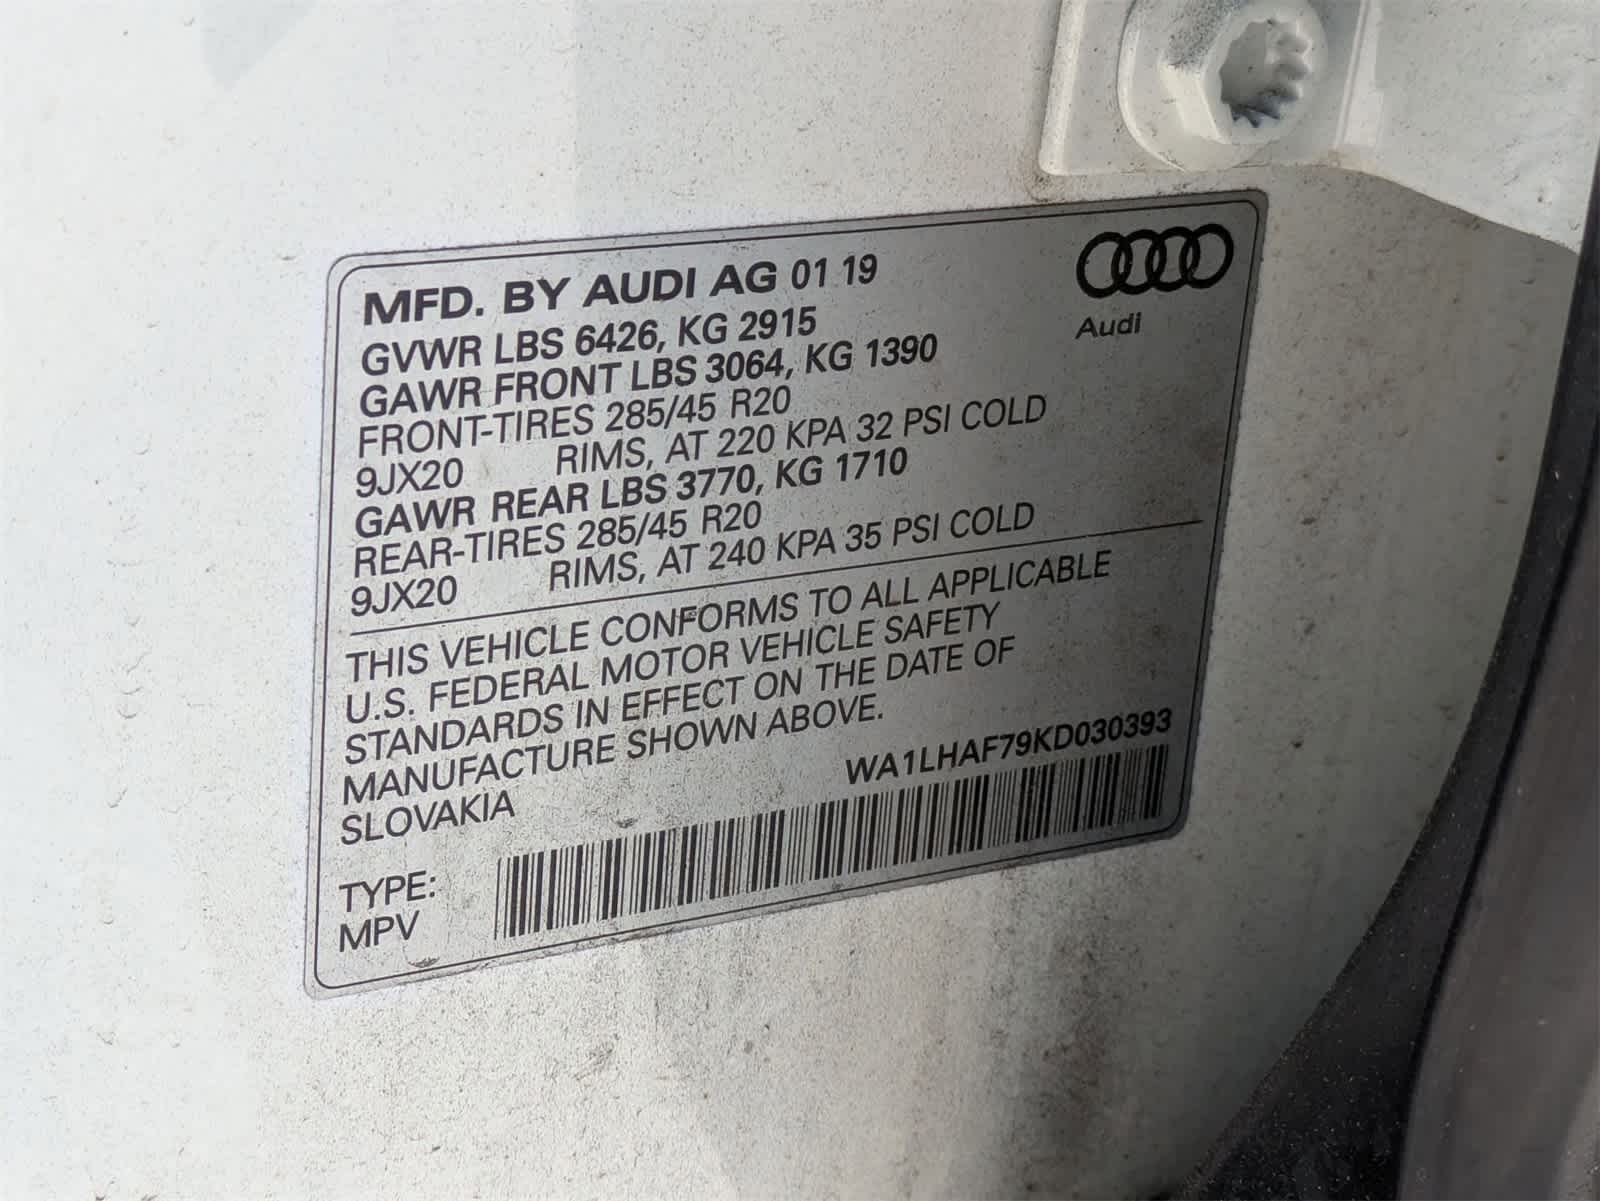 MFD. BY AUDI AG 01 19
Audi
GVWR LBS 6426, KG 2915
GAWR FRONT LBS 3064, KG 1390
FRONT-TIRES 285/45 R20
9JX20 RIMS, AT 220 KPA 32 PSI COLD
GAWR REAR LBS 3770, KG 1710
REAR-TIRES 285/45 R20
9JX20 RIMS, AT 240 KPA 35 PSI COLD
THIS VEHICLE CONFORMS TO ALL APPLICABLE
U.S. FEDERAL MOTOR VEHICLE SAFETY
STANDARDS IN EFFECT ON THE DATE OF
MANUFACTURE SHOWN ABOVE.
SLOVAKIA
WA1LHAF79KD030393
TYPE:
MPV